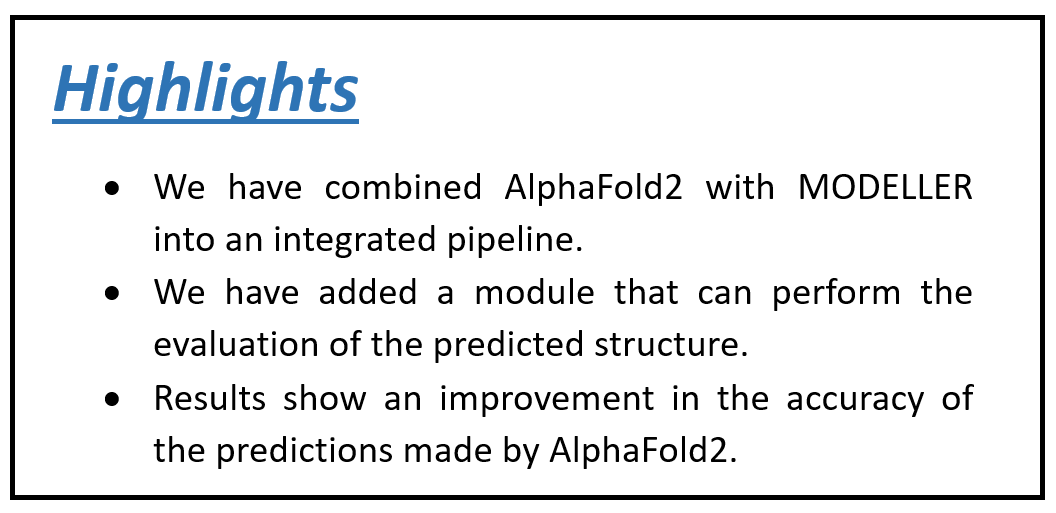 Highlights
• We have combined AlphaFold2 with MODELLER
into an integrated pipeline.
• We have added a module that can perform the
evaluation of the predicted structure.
• Results show an improvement in the accuracy of
the predictions made by AlphaFold2.